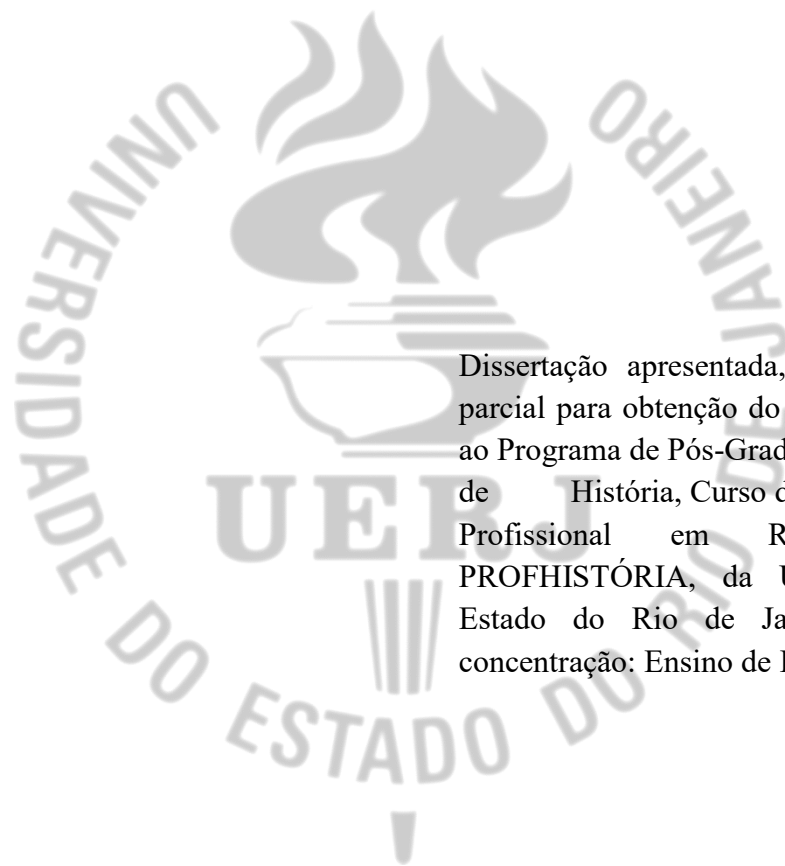 UNIVERSIDADE DO ESTADO DO RIO DE JANEIRO
UERJ
Dissertação apresentada,
parcial para obtenção do
ao Programa de Pós-Grad
de História, Curso d
Profissional em R
PROFHISTÓRIA, da U
Estado do Rio de Ja
concentração: Ensino de